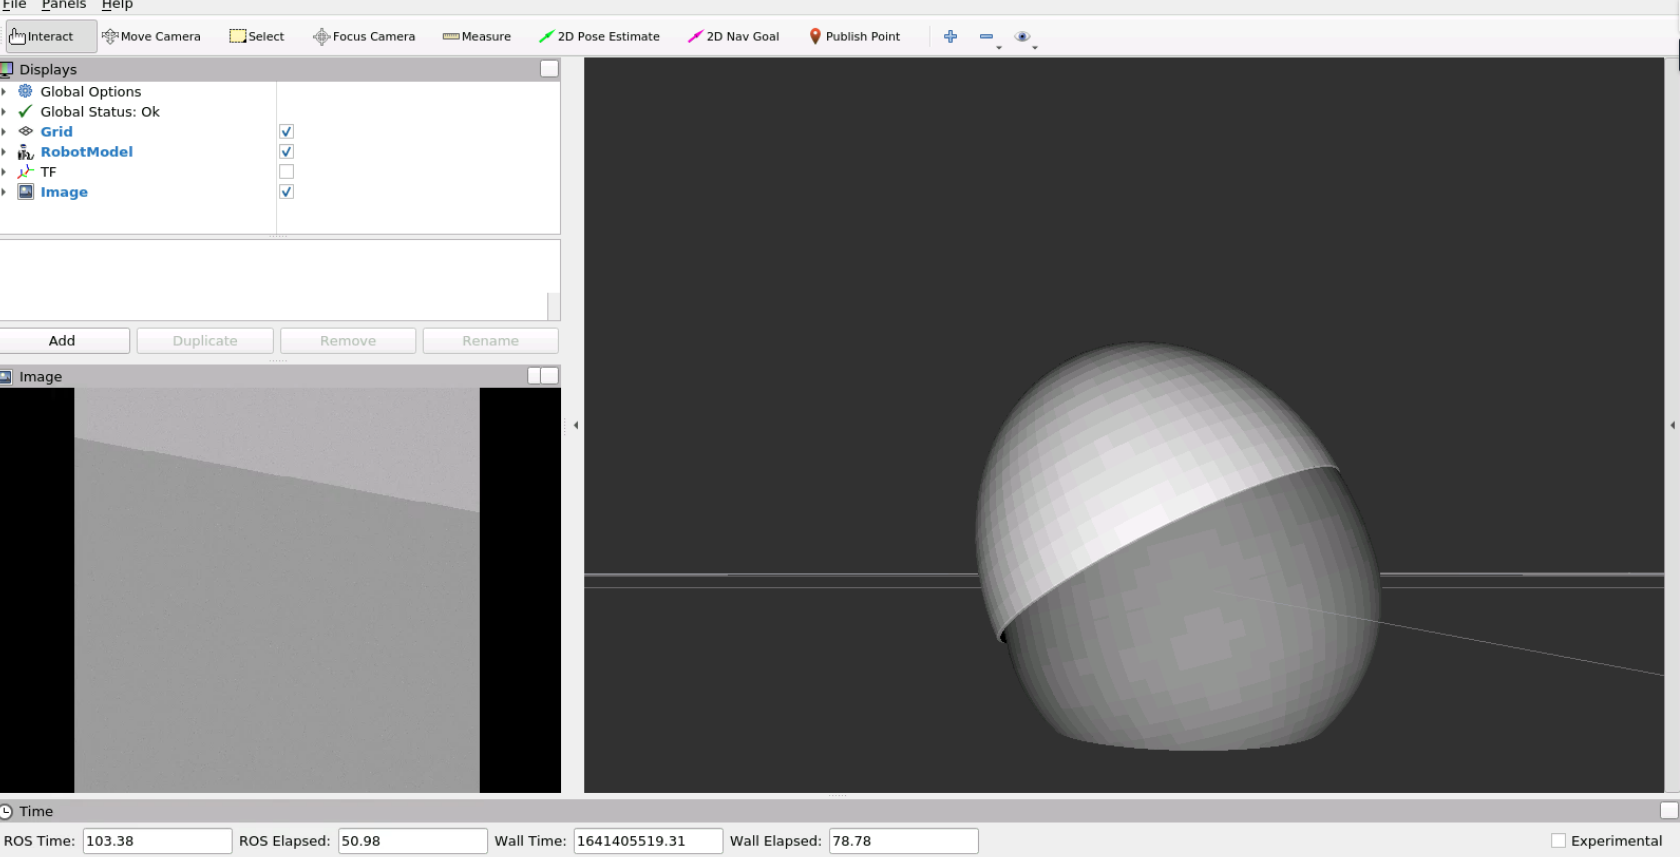 File Panels Help
Interact Move Camera Select Focus Camera Measure 2D Pose Estimate 2D Nav Goal Publish Point
Displays
Global Options
Global Status: Ok
Grid
RobotModel
TF
Image
Add Duplicate Remove Rename
Image
Time
ROS Time: 103.38 ROS Elapsed: 50.98 Wall Time: 1641405519.31 Wall Elapsed: 78.78 Experimental